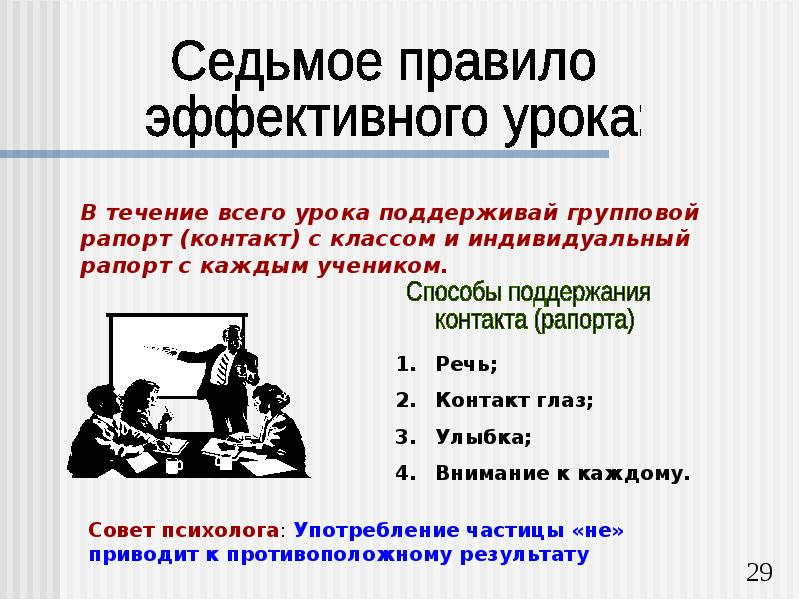 Седьмое правило
эффективного урока:
В течение всего урока поддерживай групповой
рапорт (контакт) с классом и индивидуальный
рапорт с каждым учеником.
Способы поддержания
контакта (рапорта)
1. Речь;
2. Контакт глаз;
3. Улыбка;
4. Внимание к каждому.
Совет психолога: Употребление частицы «не»
приводит к противоположному результату
29